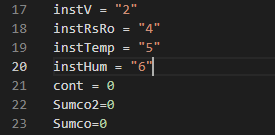 17 instV = "2"
18 instRsRo = "4"
19 instTemp = "5"
20 instHum = "6"
21 cont = 0
22 Sumco2=0
23 Sumco=0